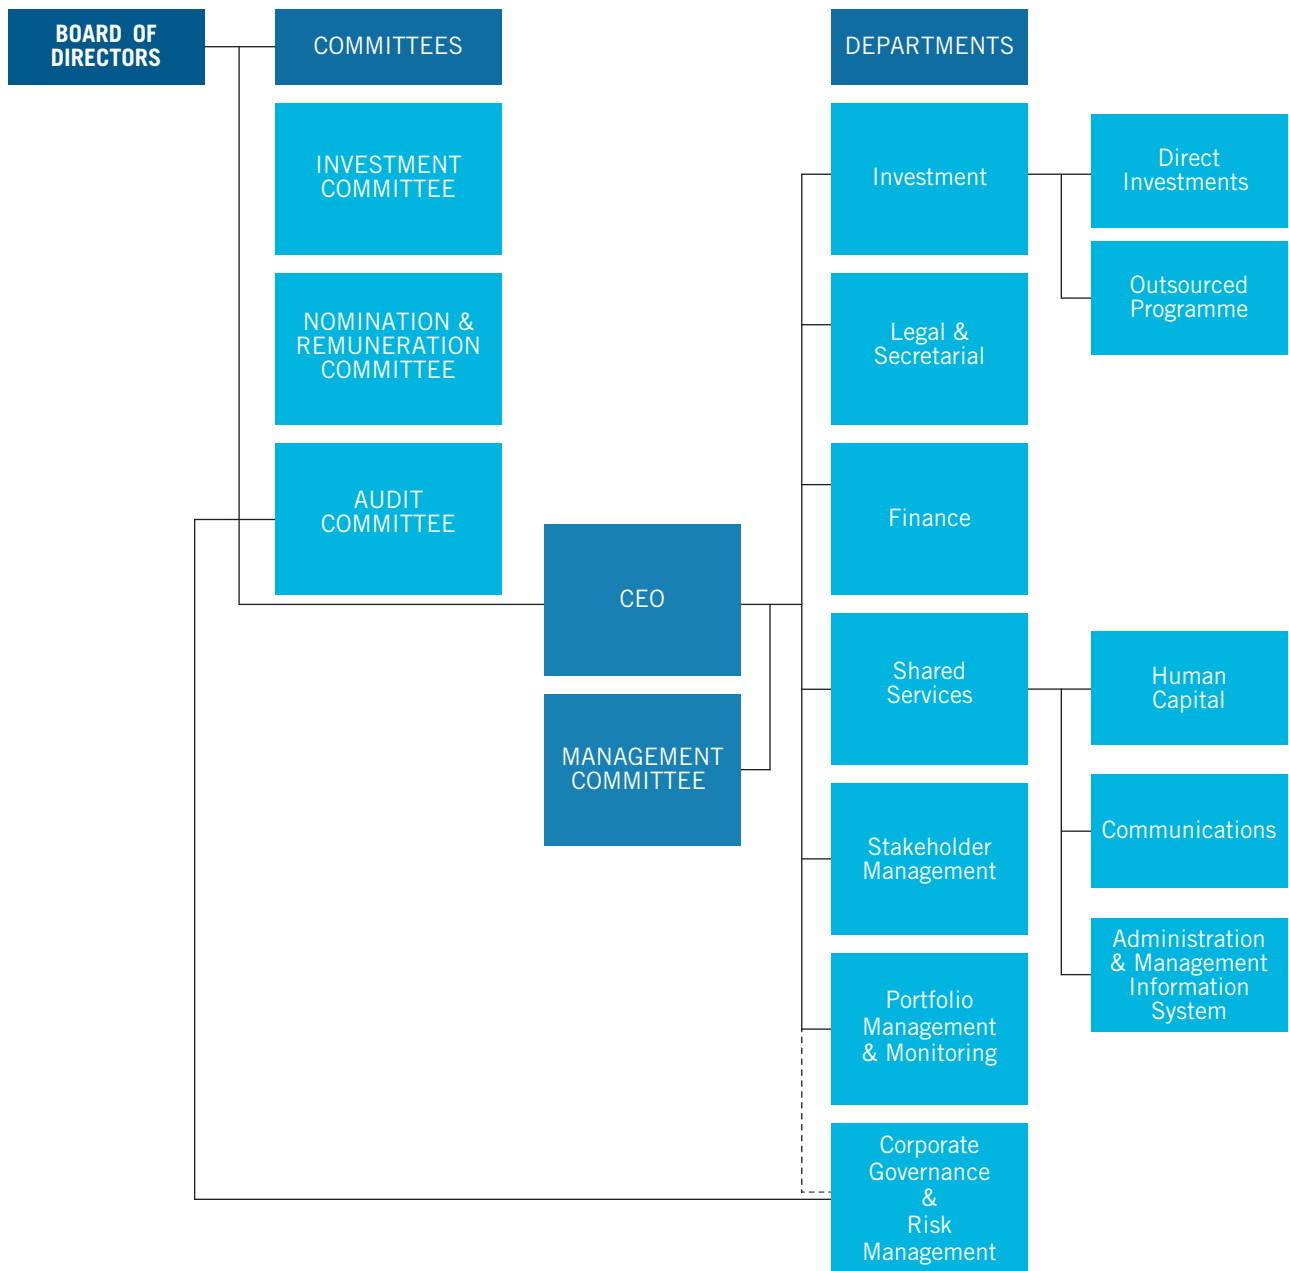 BOARD OF
DIRECTORS
COMMITTEES
INVESTMENT
COMMITTEE
NOMINATION &
REMUNERATION
COMMITTEE
AUDIT
COMMITTEE
CEO
MANAGEMENT
COMMITTEE
DEPARTMENTS
Investment
Legal &
Secretarial
Finance
Shared
Services
Stakeholder
Management
Portfolio
Management
& Monitoring
Corporate
Governance
&
Risk
Management
Direct
Investments
Outsourced
Programme
Human
Capital
Communications
Administration
& Management
Information
System